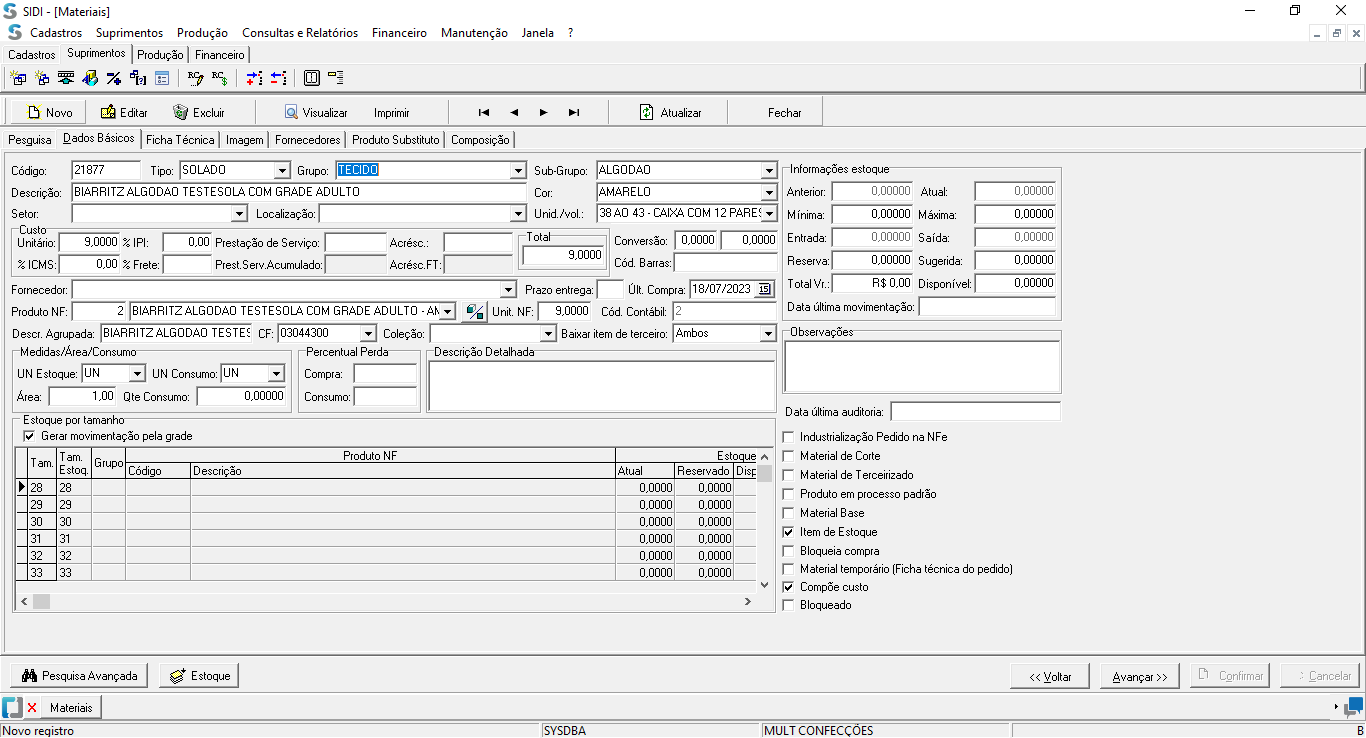 SIDI - [Materiais]
Cadastros Suprimentos Produção Consultas e Relatórios Financeiro Manutenção Janela ?
Cadastros Suprimentos Produção Financeiro
Novo Editar Excluir Visualizar Imprimir Atualizar Fechar
Pesquisa Dados Básicos Ficha Técnica Imagem Fornecedores Produto Substituto Composição
Código: 21877 Tipo: SOLADO Grupo: TECIDO Sub-Grupo: ALGODAO
Descrição: BIARRITZ ALGODAO TESTESOLA COM GRADE ADULTO Cor: AMARELO
Setor: Localização: Unid./vol.: 38 AO 43 - CAIXA COM 12 PARES
Custo
Unitário: 9,0000 % IPI: 0,00 Prestação de Serviço: Acrésc.:
% ICMS: 0,00 % Frete: Prest.Serv.Acumulado: Acrésc.FT:
Total
9,0000
Conversão: 0,0000 0,0000
Cód. Barras:
Fornecedor: Prazo entrega: Últ. Compra: 18/07/2023 15
Produto NF: 2 BIARRITZ ALGODAO TESTESOLA COM GRADE ADULTO - AM Unit. NF: 9,0000 Cód. Contábil: 2
Descr. Agrupada: BIARRITZ ALGODAO TESTES CF: 03044300 Coleção: Baixar item de terceiro: Ambos
Medidas/Área/Consumo
UN Estoque: UN UN Consumo: UN
Área: 1,00 Qte Consumo: 0,00000
Percentual Perda
Compra:
Consumo:
Descrição Detalhada
Estoque por tamanho
Gerar movimentação pela grade
Tam. Tam. Estoq. Grupo Produto NF Estoque
Código Descrição Atual Reservado Disp
28 28 0,0000 0,0000
29 29 0,0000 0,0000
30 30 0,0000 0,0000
31 31 0,0000 0,0000
32 32 0,0000 0,0000
33 33 0,0000 0,0000
Informações estoque
Anterior: 0,00000 Atual: 0,00000
Mínima: 0,00000 Máxima: 0,00000
Entrada: 0,00000 Saída: 0,00000
Reserva: 0,00000 Sugerida: 0,00000
Total Vr.: R$ 0,00 Disponível: 0,00000
Data última movimentação:
Observações
Data última auditoria:
Industrialização Pedido na NFe
Material de Corte
Material de Terceirizado
Produto em processo padrão
Material Base
Item de Estoque
Bloqueia compra
Material temporário (Ficha técnica do pedido)
Compõe custo
Bloqueado
Pesquisa Avançada Estoque << Voltar Avançar >> Confirmar Cancelar
Materiais
Novo registro SYSDBA MULT CONFECÇÕES B